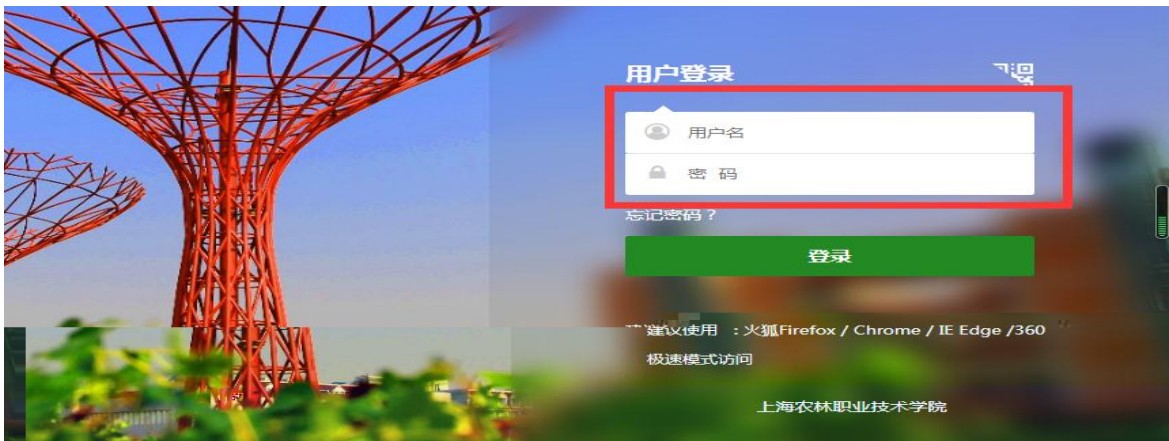 用户登录
用户名
密 码
忘记密码？
登录
建议使用 ：火狐Firefox / Chrome / IE Edge /360
极速模式访问
上海农林职业技术学院